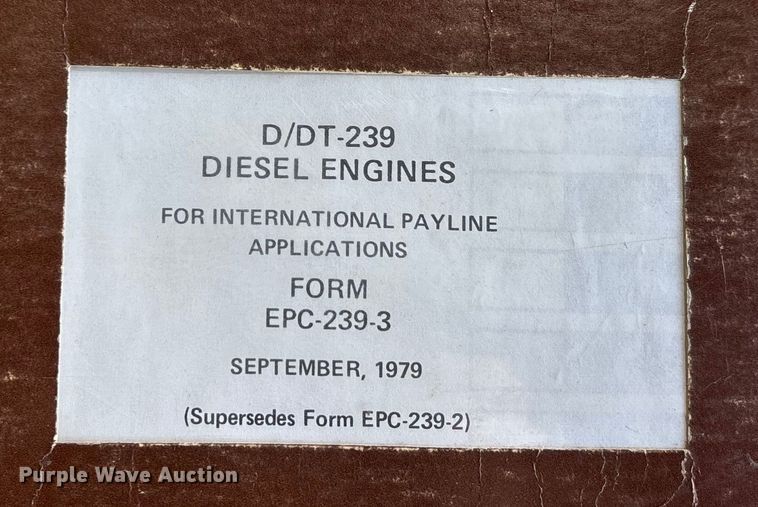 D/DT-239
DIESEL ENGINES
FOR INTERNATIONAL PAYLINE
APPLICATIONS
FORM
EPC-239-3
SEPTEMBER, 1979
(Supersedes Form EPC-239-2)
Purple Wave Auction